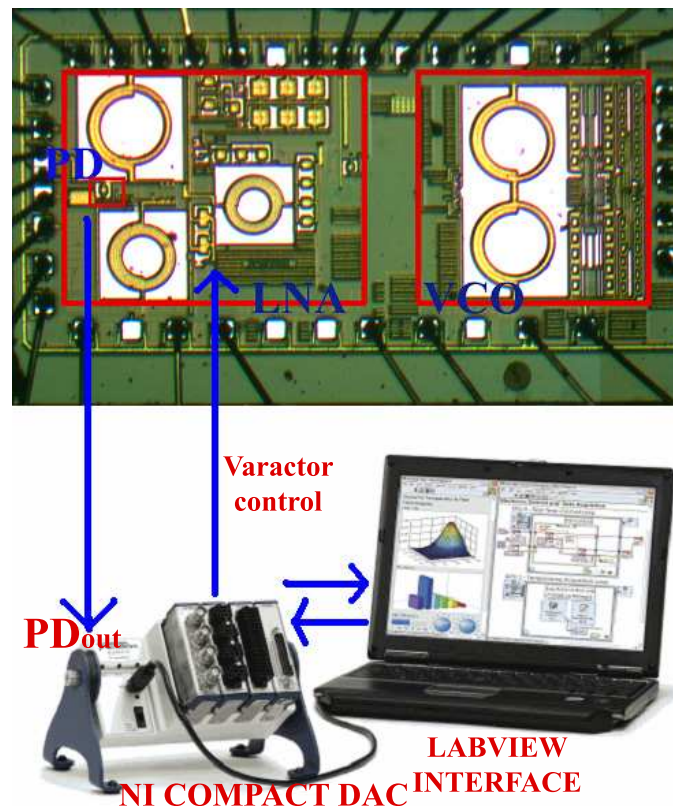 PD
LNA
VCO
Varactor
control
PDout
LABVIEW
INTERFACE
NI COMPACT DAC